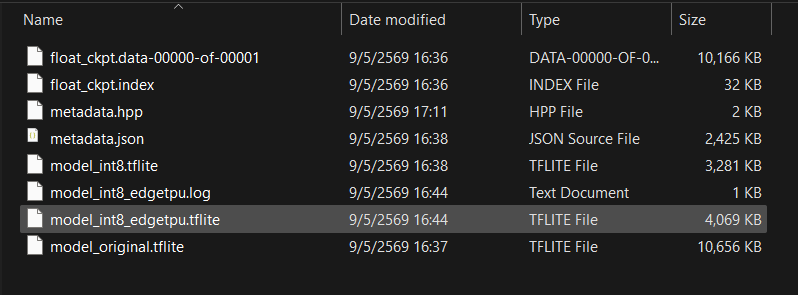 Name Date modified Type Size
float_ckpt.data-00000-of-00001 9/5/2569 16:36 DATA-00000-OF-0... 10,166 KB
float_ckpt.index 9/5/2569 16:36 INDEX File 32 KB
metadata.hpp 9/5/2569 17:11 HPP File 2 KB
metadata.json 9/5/2569 16:38 JSON Source File 2,425 KB
model_int8.tflite 9/5/2569 16:38 TFLITE File 3,281 KB
model_int8_edgetpu.log 9/5/2569 16:44 Text Document 1 KB
model_int8_edgetpu.tflite 9/5/2569 16:44 TFLITE File 4,069 KB
model_original.tflite 9/5/2569 16:37 TFLITE File 10,656 KB